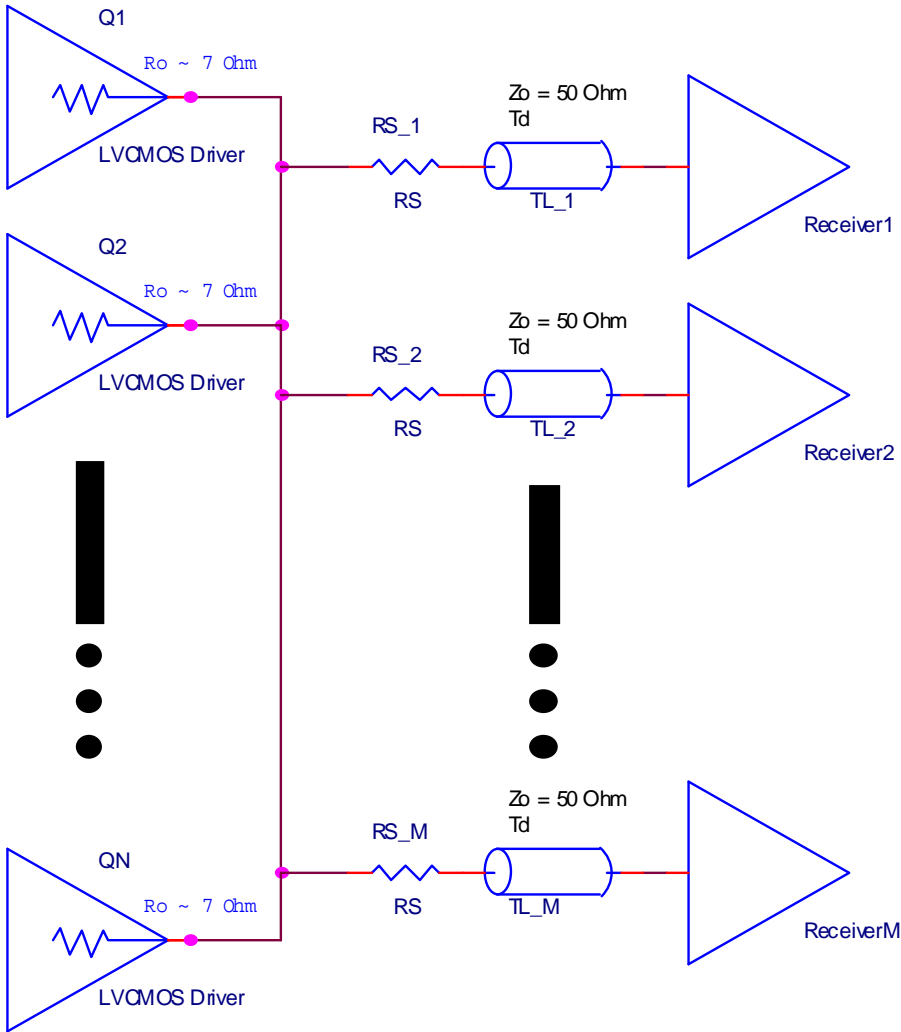 Q1
Ro ~ 7 Ohm
LVCMOS Driver
RS_1
RS
Zo = 50 Ohm
Td
TL_1
Receiver1
Q2
Ro ~ 7 Ohm
LVCMOS Driver
RS_2
RS
Zo = 50 Ohm
Td
TL_2
Receiver2
QN
Ro ~ 7 Ohm
LVCMOS Driver
RS_M
RS
Zo = 50 Ohm
Td
TL_M
ReceiverM